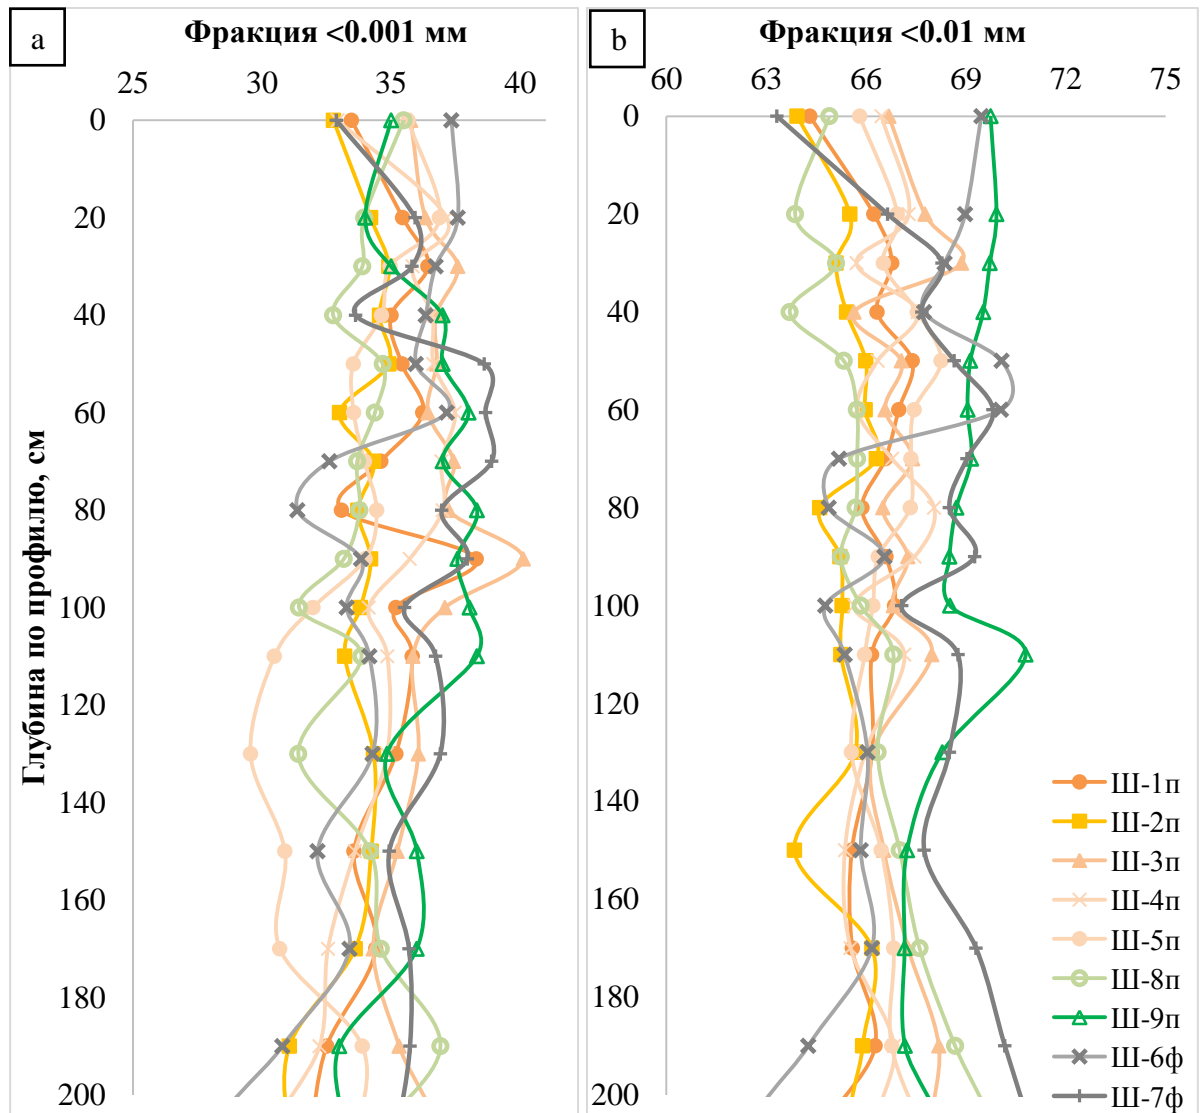 a
Фракция <0.001 мм
25 30 35 40
0
20
40
60
80
100
120
140
160
180
200
Глубина по профилю, см
b
Фракция <0.01 мм
60 63 66 69 72 75
0
20
40
60
80
100
120
140
160
180
200
Ш-1п
Ш-2п
Ш-3п
Ш-4п
Ш-5п
Ш-8п
Ш-9п
Ш-6ф
Ш-7ф